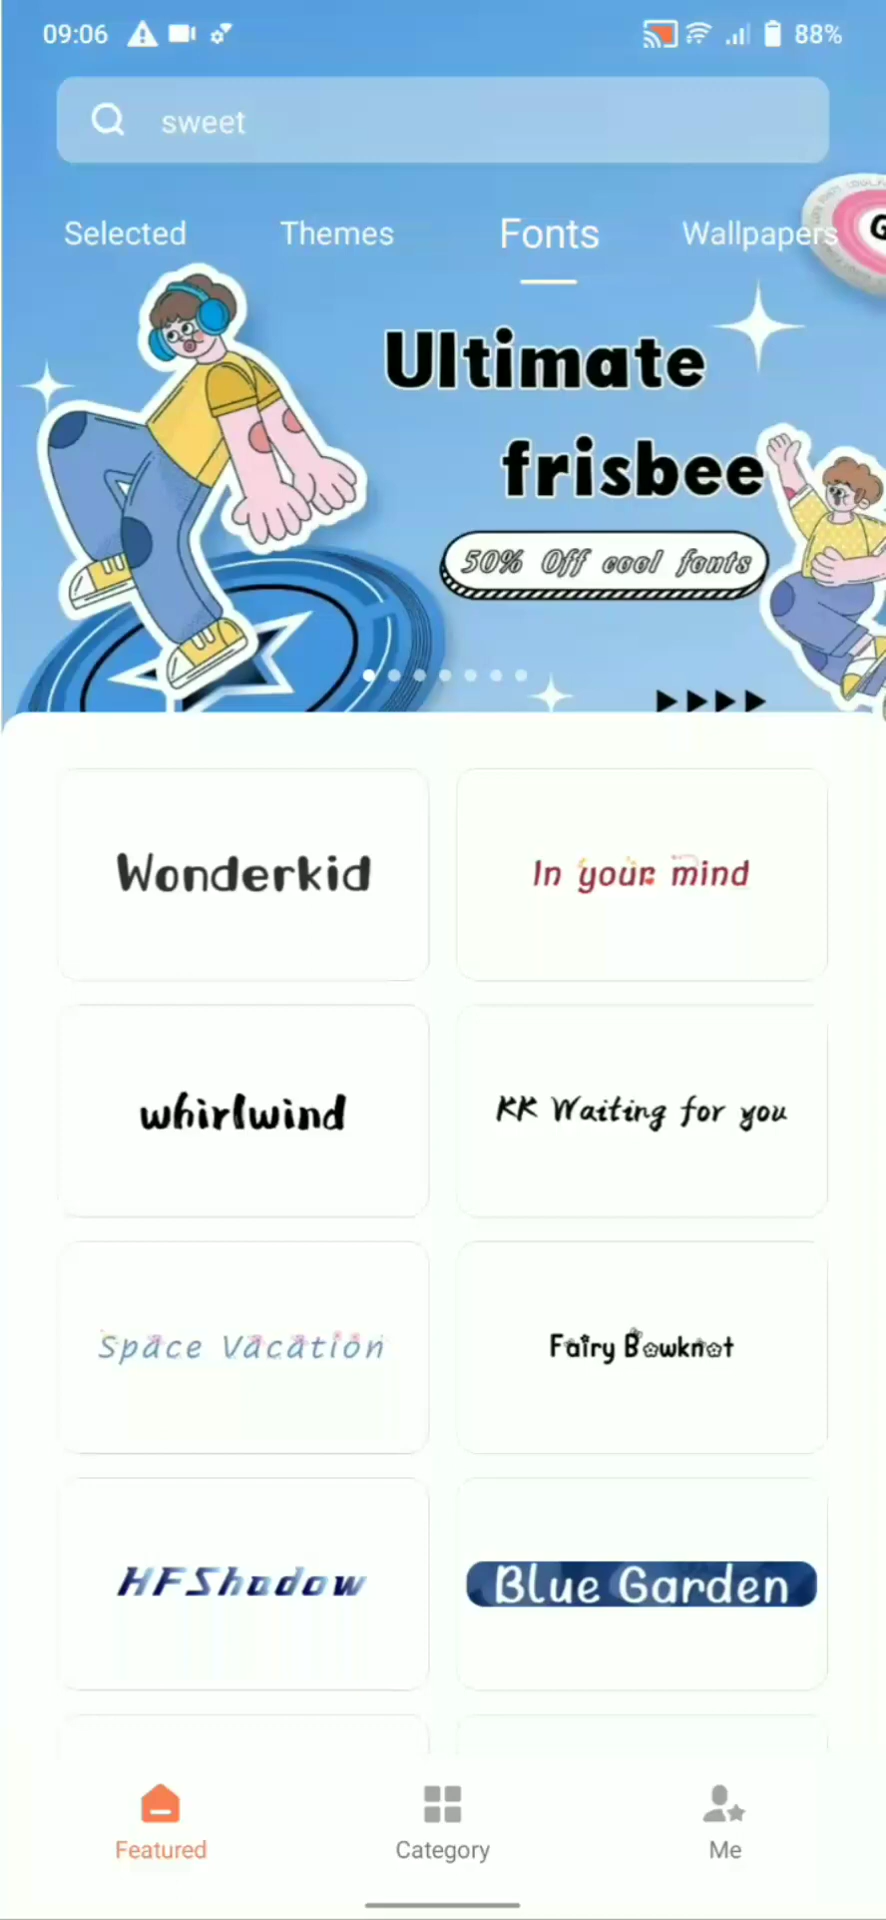 09:06 88%
sweet
Selected Themes Fonts Wallpapers
G
Ultimate
frisbee
50% Off cool fonts
Wonderkid
In your mind
whirlwind
KK Waiting for you
Space Vacation
Fairy Bowknot
HFShadow
Blue Garden
Featured Category Me